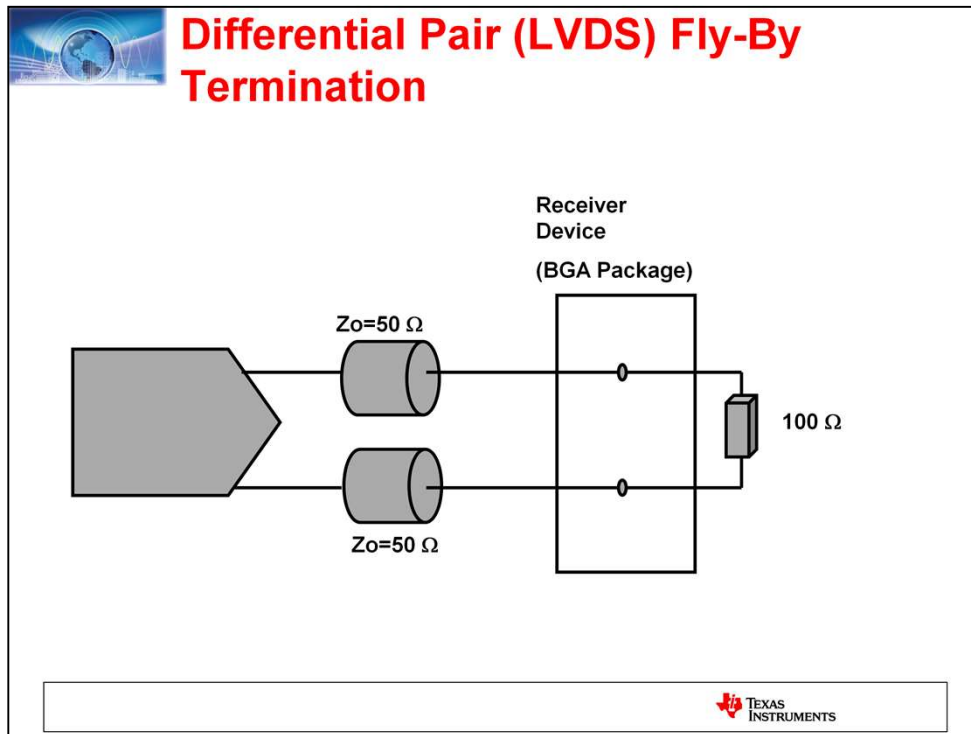 Differential Pair (LVDS) Fly-By
Termination
Receiver
Device
(BGA Package)
Zo=50 Ω
100 Ω
Zo=50 Ω
TEXAS
INSTRUMENTS